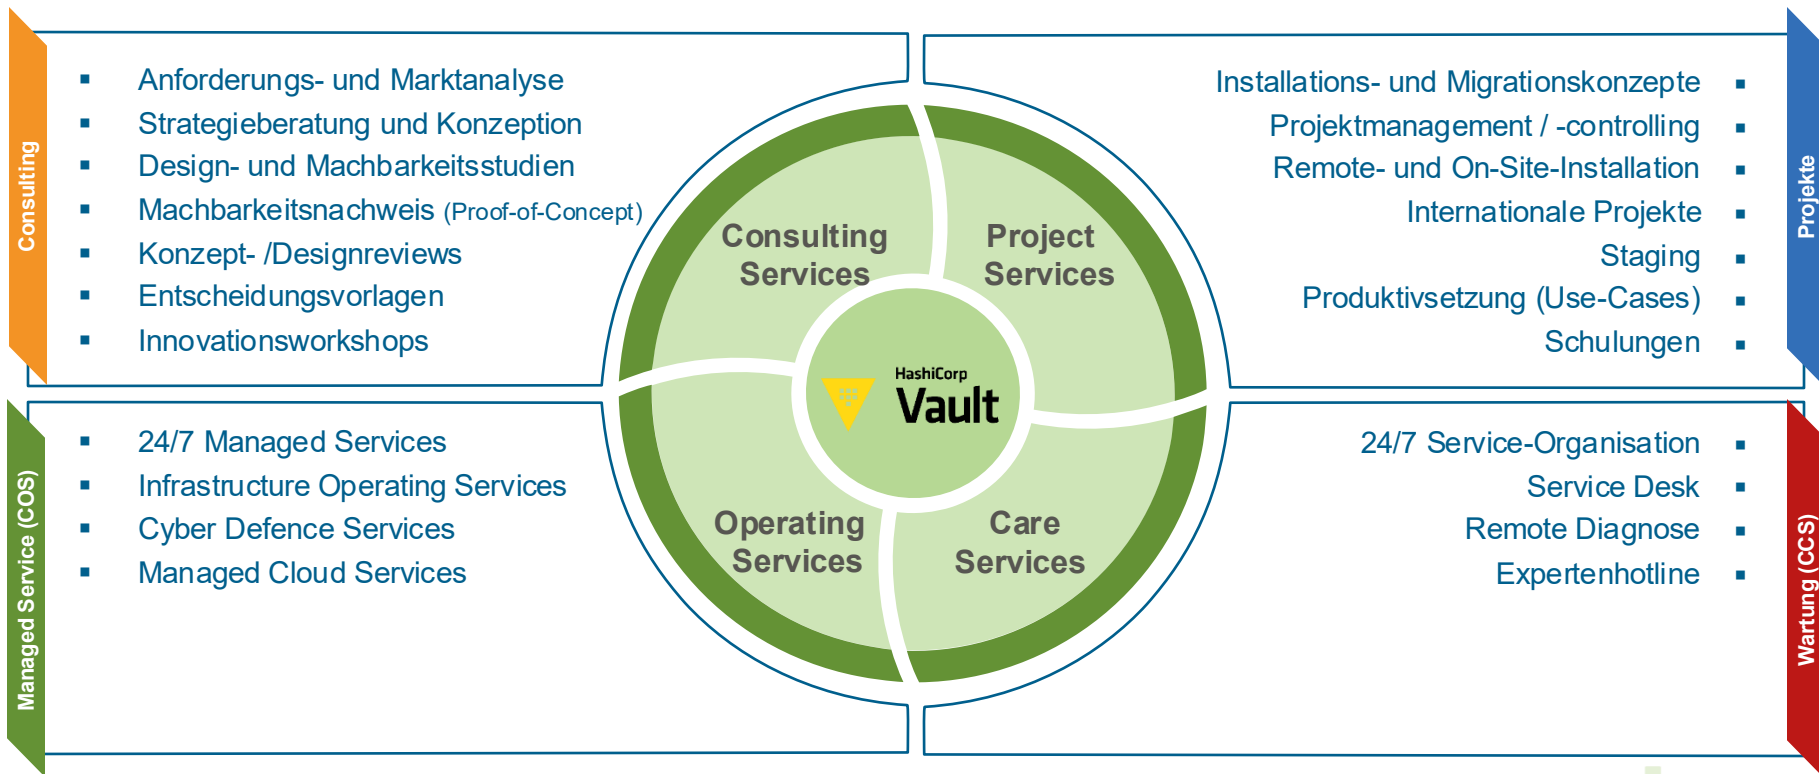 Consulting
Anforderungs- und Marktanalyse
Strategieberatung und Konzeption
Design- und Machbarkeitsstudien
Machbarkeitsnachweis (Proof-of-Concept)
Konzept- /Designreviews
Entscheidungsvorlagen
Innovationsworkshops
Projekte
Installations- und Migrationskonzepte
Projektmanagement / -controlling
Remote- und On-Site-Installation
Internationale Projekte
Staging
Produktivsetzung (Use-Cases)
Schulungen
Consulting
Services
Project
Services
HashiCorp
Vault
Operating
Services
Care
Services
Managed Service (COS)
24/7 Managed Services
Infrastructure Operating Services
Cyber Defence Services
Managed Cloud Services
Wartung (CCS)
24/7 Service-Organisation
Service Desk
Remote Diagnose
Expertenhotline